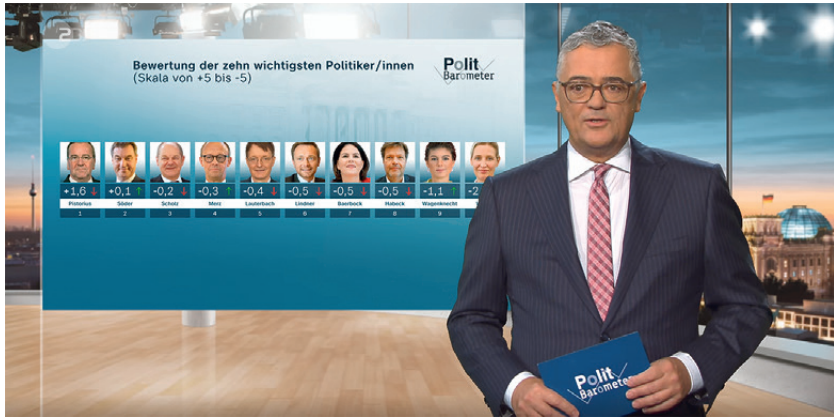 2
Bewertung der zehn wichtigsten Politiker/innen
(Skala von +5 bis -5)
Polit
Barometer
+1,6 +0,1 -0,2 -0,3 -0,4 -0,5 -0,5 -0,5 -1,1 -2
Pistorius Söder Scholz Merz Lauterbach Lindner Baerbock Habeck Wagenknecht
1 2 3 4 5 6 7 8 9
Polit
Barometer